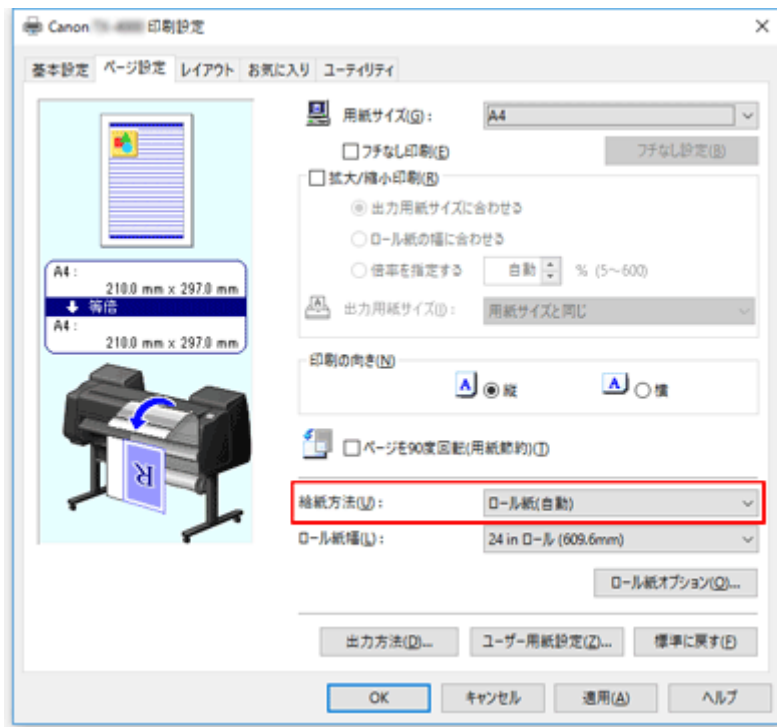 Canon 印刷設定
基本設定 ページ設定 レイアウト お気に入り ユーティリティ
用紙サイズ(G): A4
フチなし印刷(E) フチなし設定(B)
拡大/縮小印刷(R)
出力用紙サイズに合わせる
ロール紙の幅に合わせる
倍率を指定する 自動 % (5～600)
出力用紙サイズ(I): 用紙サイズと同じ
A4:
210.0 mm x 297.0 mm
等倍
A4:
210.0 mm x 297.0 mm
印刷の向き(N)
A 縦 A 横
ページを90度回転(用紙節約)(T)
R
給紙方法(U): ロール紙(自動)
ロール紙幅(L): 24 in ロール (609.6mm)
ロール紙オプション(O)...
出力方法(D)... ユーザー用紙設定(Z)... 標準に戻す(F)
OK キャンセル 適用(A) ヘルプ